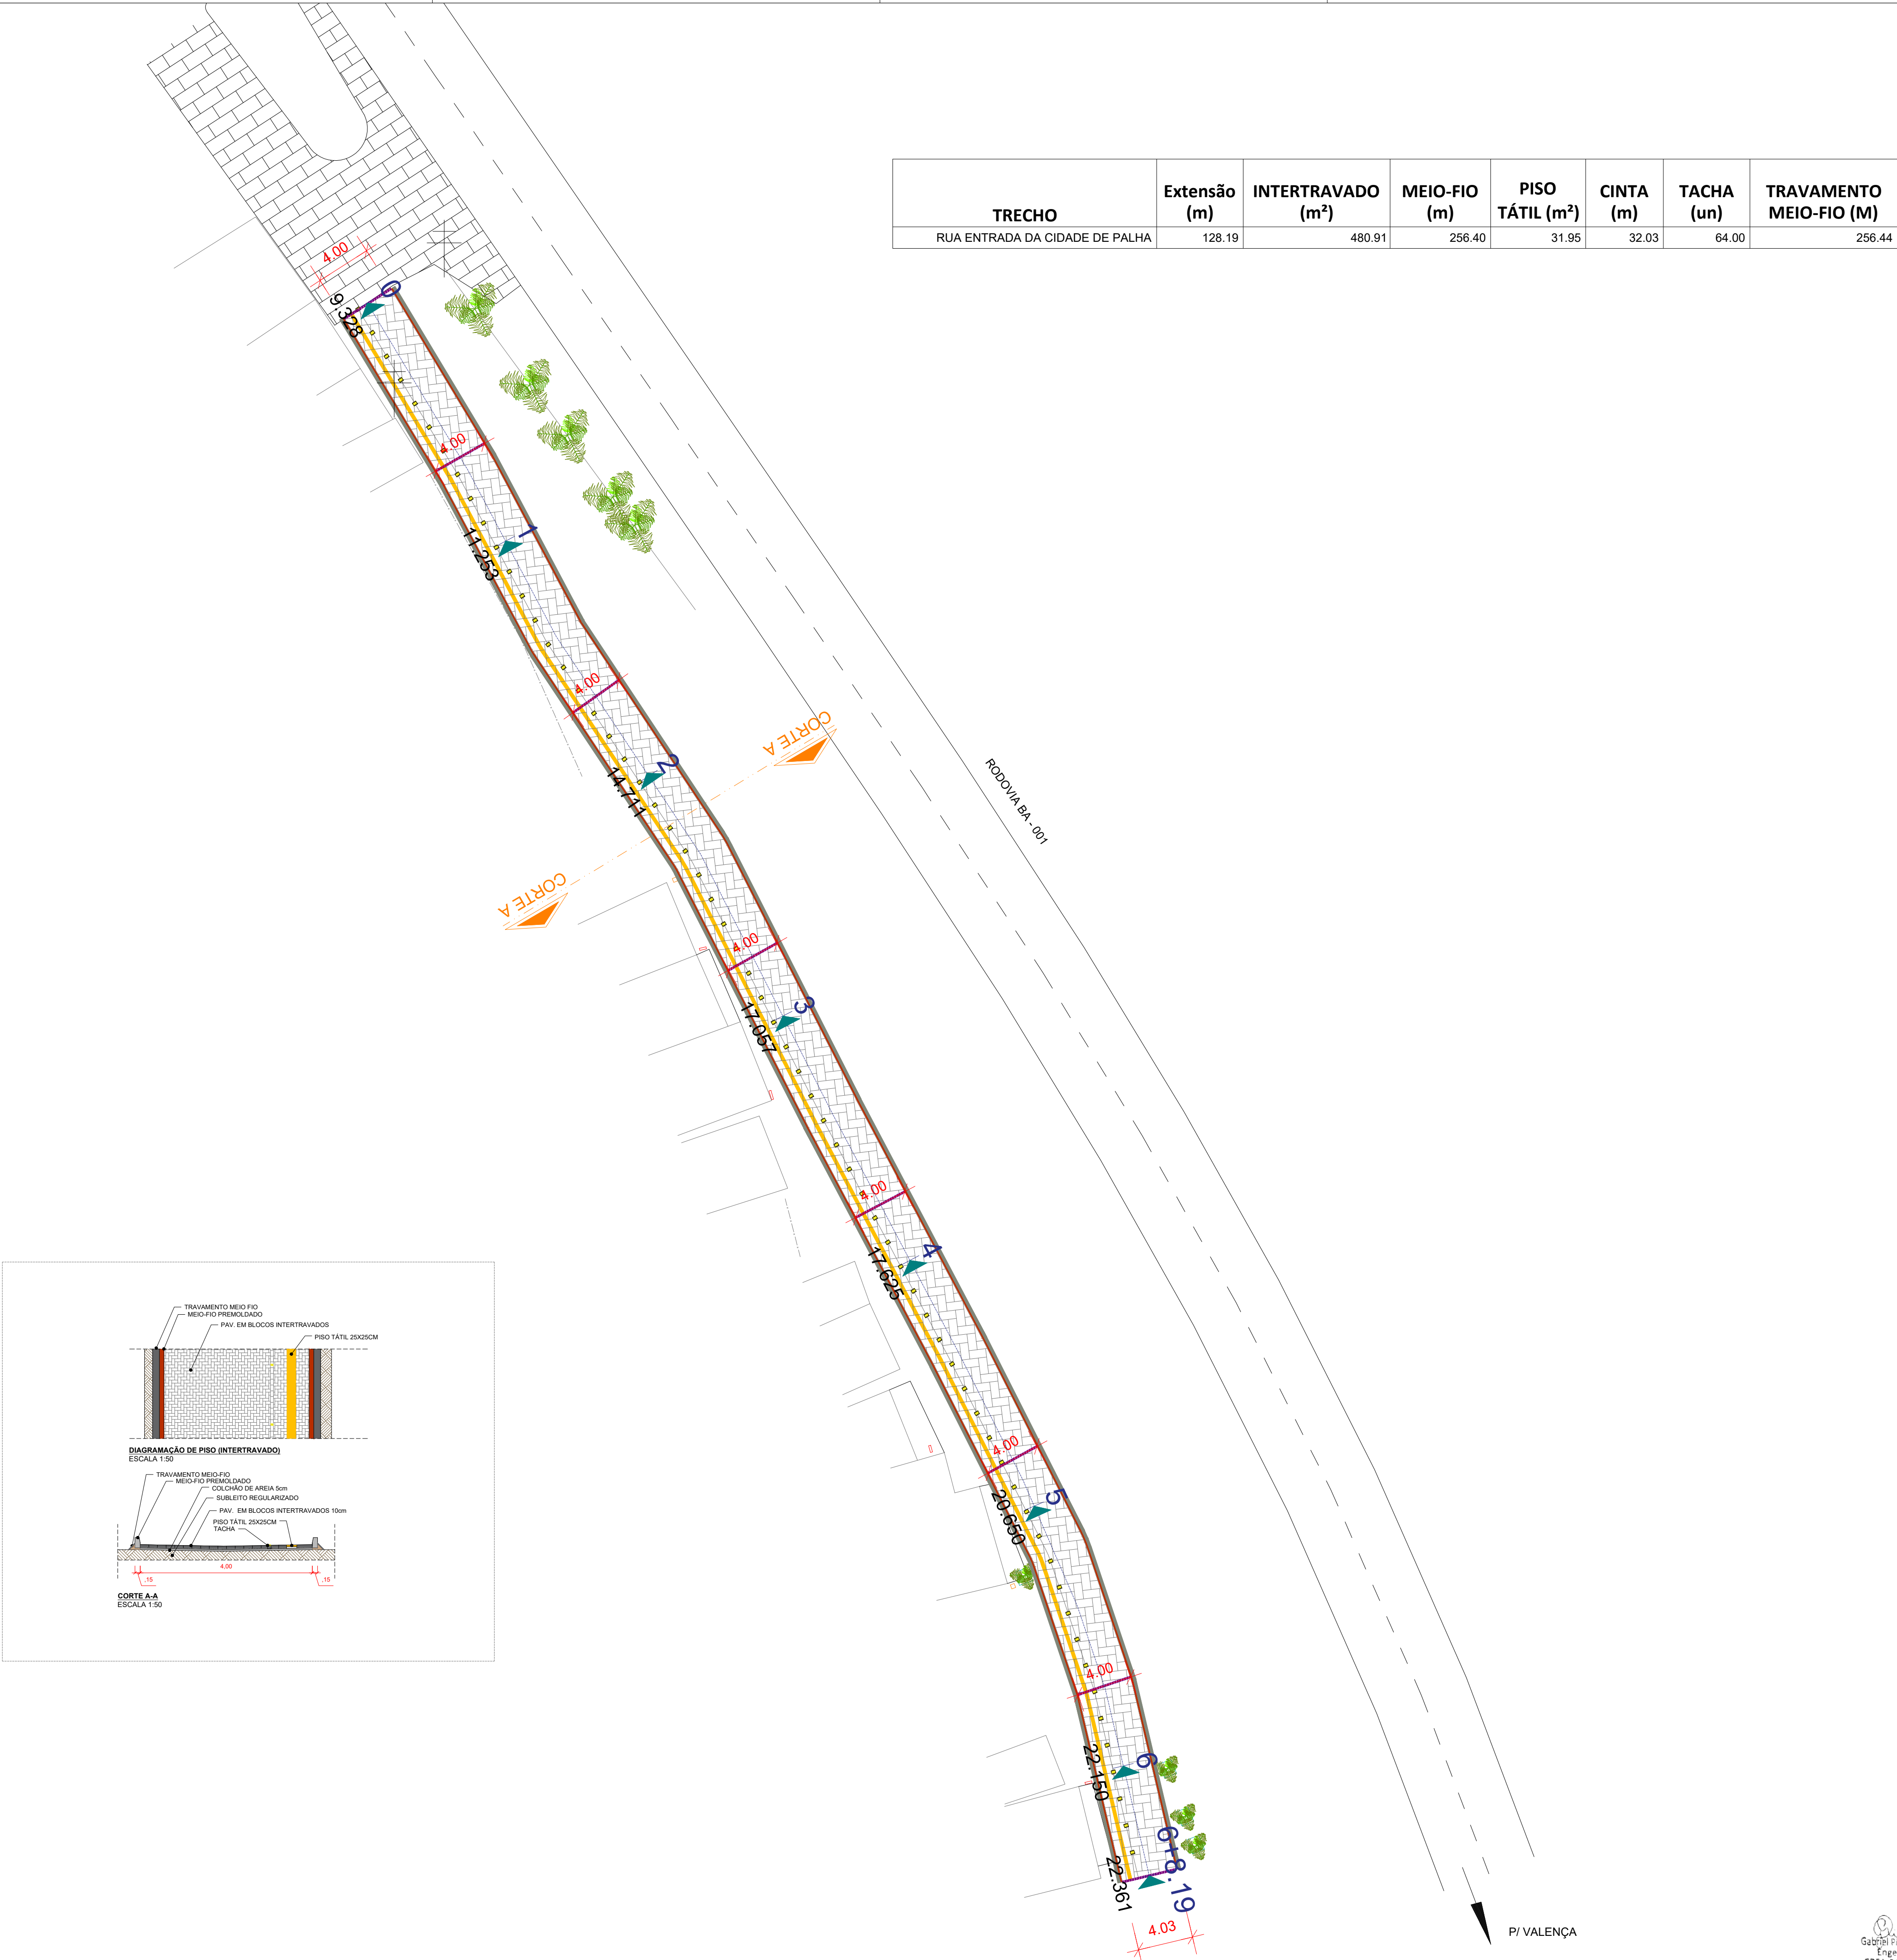 TRECHO Extensão (m) INTERTRAVADO (m²) MEIO-FIO (m) PISO TÁTIL (m²) CINTA (m) TACHA (un) TRAVAMENTO MEIO-FIO (M)
RUA ENTRADA DA CIDADE DE PALHA 128.19 480.91 256.40 31.95 32.03 64.00 256.44
4.00
0
9.328
4.00
1
11.253
4.00
CORTE A
2
14.711
RODOVIA BA - 001
CORTE A
4.00
3
17.057
4.00
4
17.625
4.00
5
20.650
4.00
6
22.150
6+8.19
22.361
4.03
P/ VALENÇA
TRAVAMENTO MEIO FIO
MEIO-FIO PREMOLDADO
PAV. EM BLOCOS INTERTRAVADOS
PISO TÁTIL 25X25CM
DIAGRAMAÇÃO DE PISO (INTERTRAVADO)
ESCALA 1:50
TRAVAMENTO MEIO-FIO
MEIO-FIO PREMOLDADO
COLCHÃO DE AREIA 5cm
SUBLEITO REGULARIZADO
PAV. EM BLOCOS INTERTRAVADOS 10cm
PISO TÁTIL 25X25CM
TACHA
4,00
,15 ,15
CORTE A-A
ESCALA 1:50
Gabriel